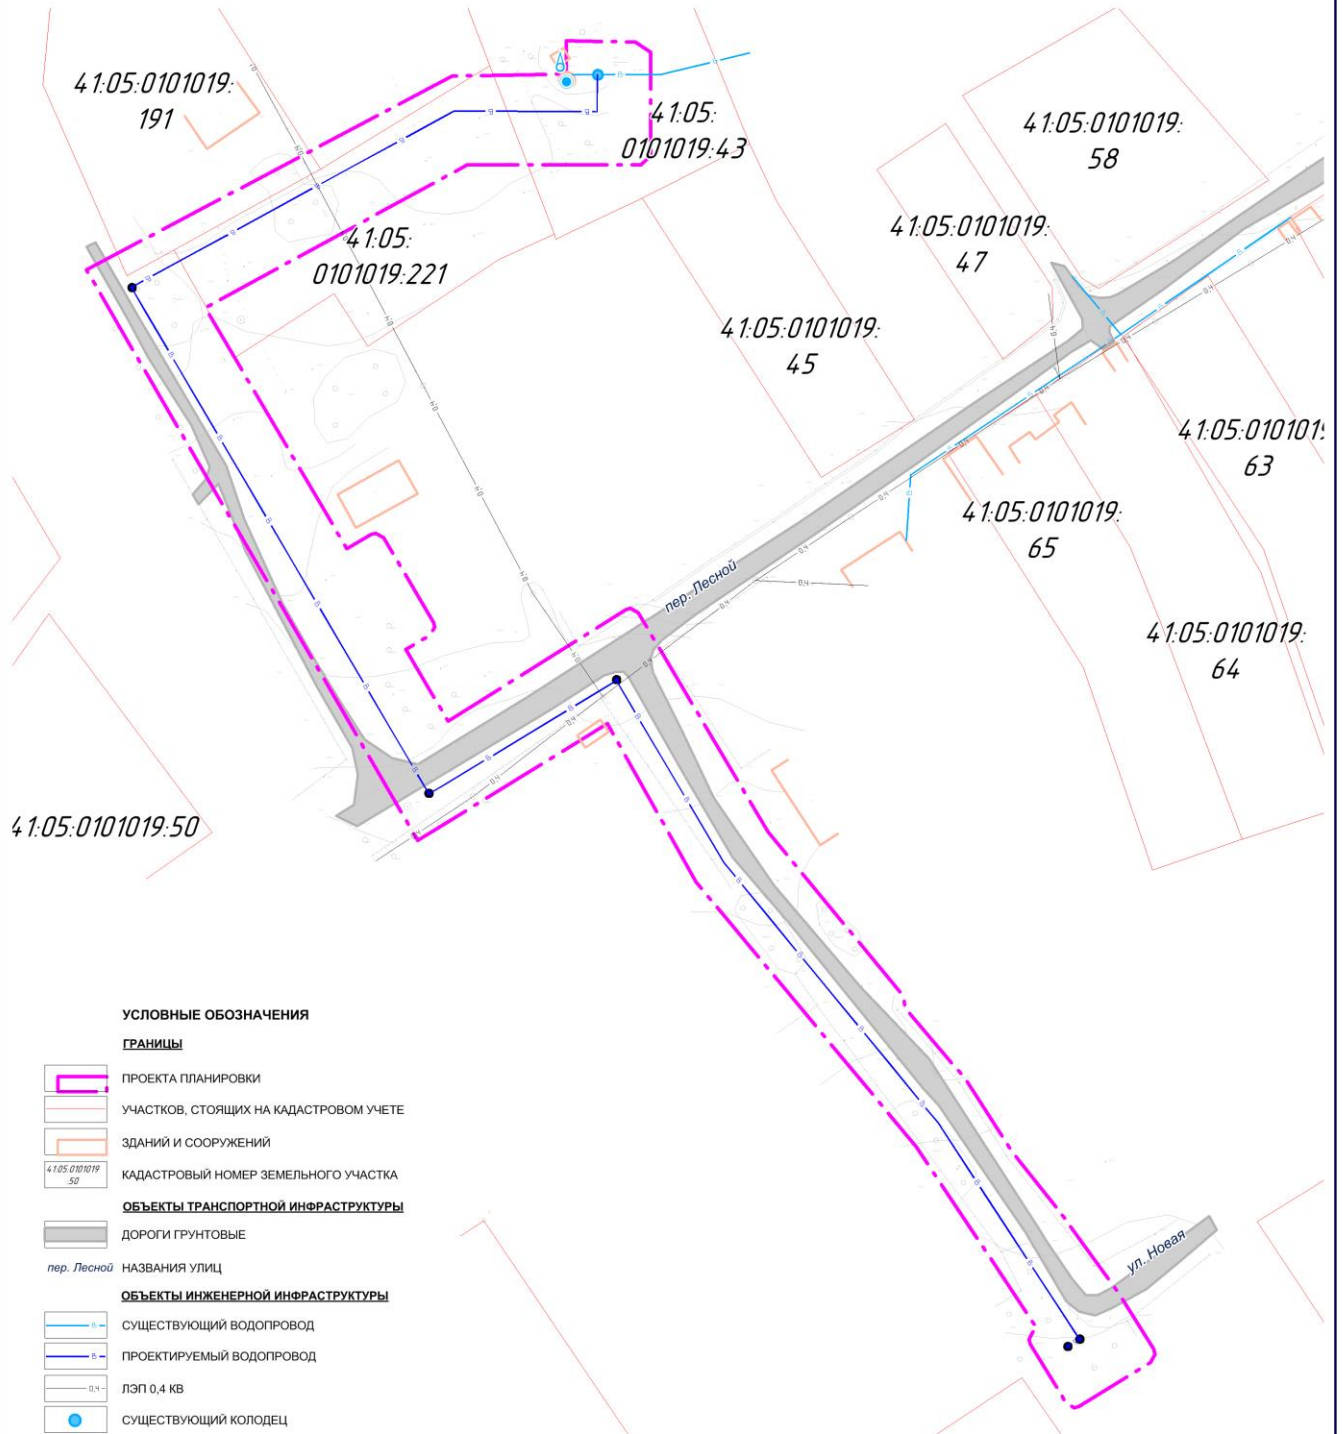 41:05:0101019:
191
41:05:
0101019:43
41:05:0101019:
58
41:05:
0101019:221
41:05:0101019:
47
41:05:0101019:
45
41:05:0101019:
63
41:05:0101019:
65
41:05:0101019:
64
пер. Лесной
41:05:0101019:50
ул. Новая
УСЛОВНЫЕ ОБОЗНАЧЕНИЯ
ГРАНИЦЫ
ПРОЕКТА ПЛАНИРОВКИ
УЧАСТКОВ, СТОЯЩИХ НА КАДАСТРОВОМ УЧЕТЕ
ЗДАНИЙ И СООРУЖЕНИЙ
41:05:0101019
:50
КАДАСТРОВЫЙ НОМЕР ЗЕМЕЛЬНОГО УЧАСТКА
ОБЪЕКТЫ ТРАНСПОРТНОЙ ИНФРАСТРУКТУРЫ
ДОРОГИ ГРУНТОВЫЕ
пер. Лесной НАЗВАНИЯ УЛИЦ
ОБЪЕКТЫ ИНЖЕНЕРНОЙ ИНФРАСТРУКТУРЫ
В СУЩЕСТВУЮЩИЙ ВОДОПРОВОД
В ПРОЕКТИРУЕМЫЙ ВОДОПРОВОД
0,4 ЛЭП 0,4 КВ
СУЩЕСТВУЮЩИЙ КОЛОДЕЦ